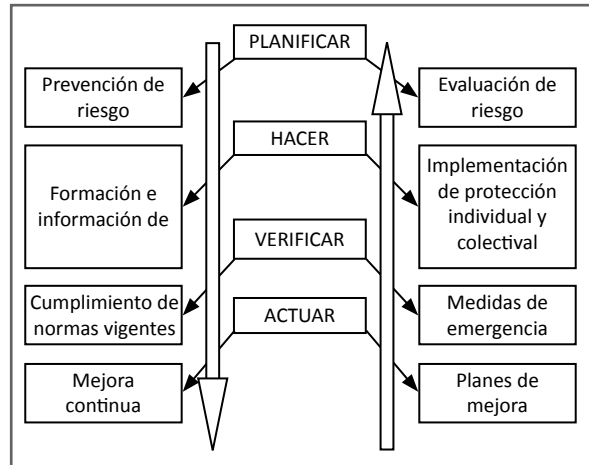 PLANIFICAR
Prevención de
riesgo
Evaluación de
riesgo
HACER
Formación e
información de
Implementación
de protección
individual y
colectival
VERIFICAR
Cumplimiento de
normas vigentes
Medidas de
emergencia
ACTUAR
Mejora
continua
Planes de
mejora